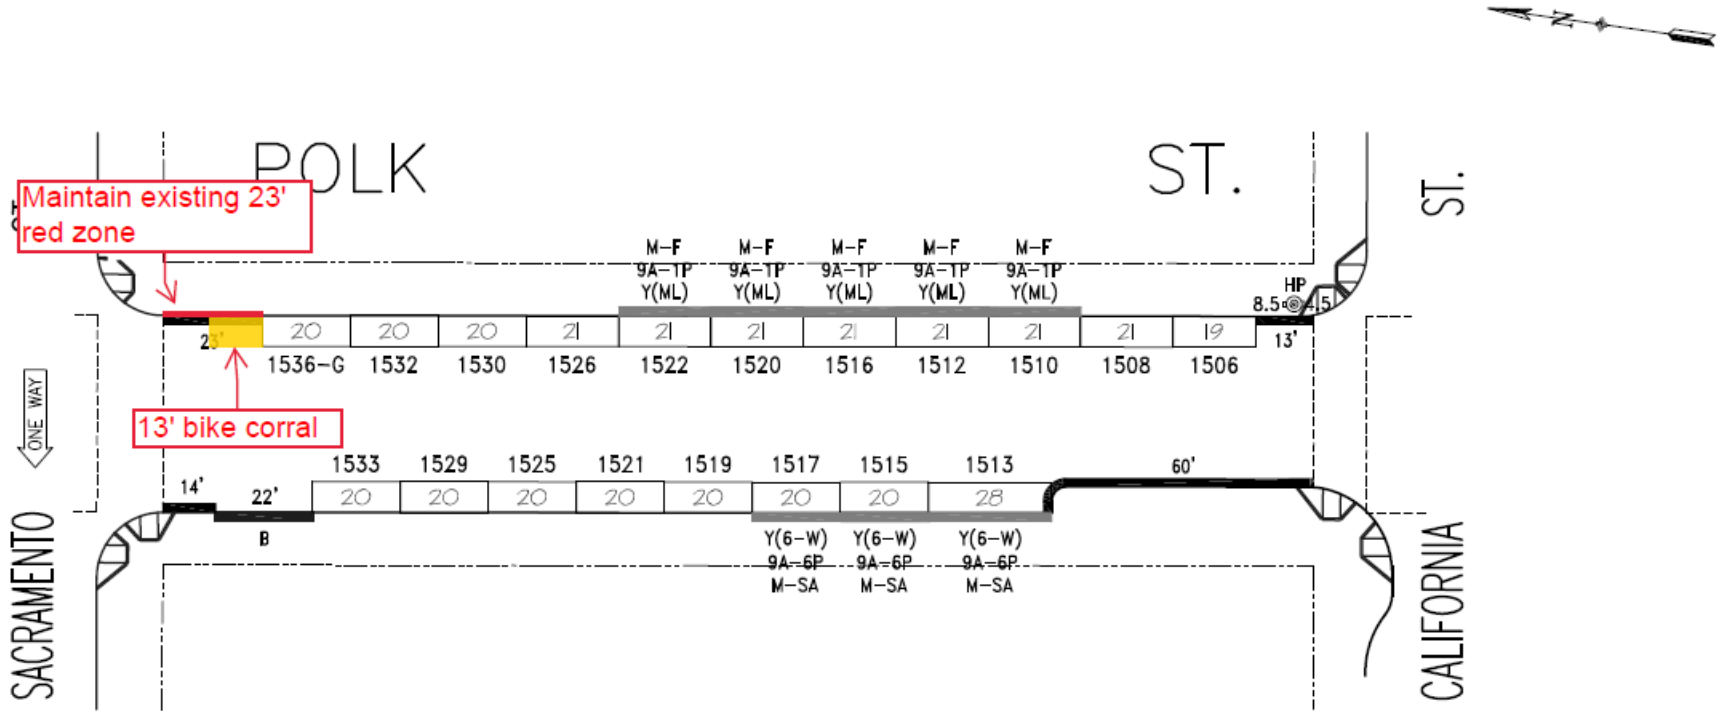 N
POLK
ST.
ST.
Maintain existing 23'
red zone
M-F
9A-1P
Y(ML)
M-F
9A-1P
Y(ML)
M-F
9A-1P
Y(ML)
M-F
9A-1P
Y(ML)
M-F
9A-1P
Y(ML)
HP
8.5
4.5
20
20
20
21
21
21
21
21
21
21
19
13'
1536-G
1532
1530
1526
1522
1520
1516
1512
1510
1508
1506
ONE WAY
13' bike corral
1533
1529
1525
1521
1519
1517
1515
1513
60'
14'
22'
20
20
20
20
20
20
20
28
B
Y(6-W)
9A-6P
M-SA
Y(6-W)
9A-6P
M-SA
Y(6-W)
9A-6P
M-SA
SACRAMENTO
CALIFORNIA